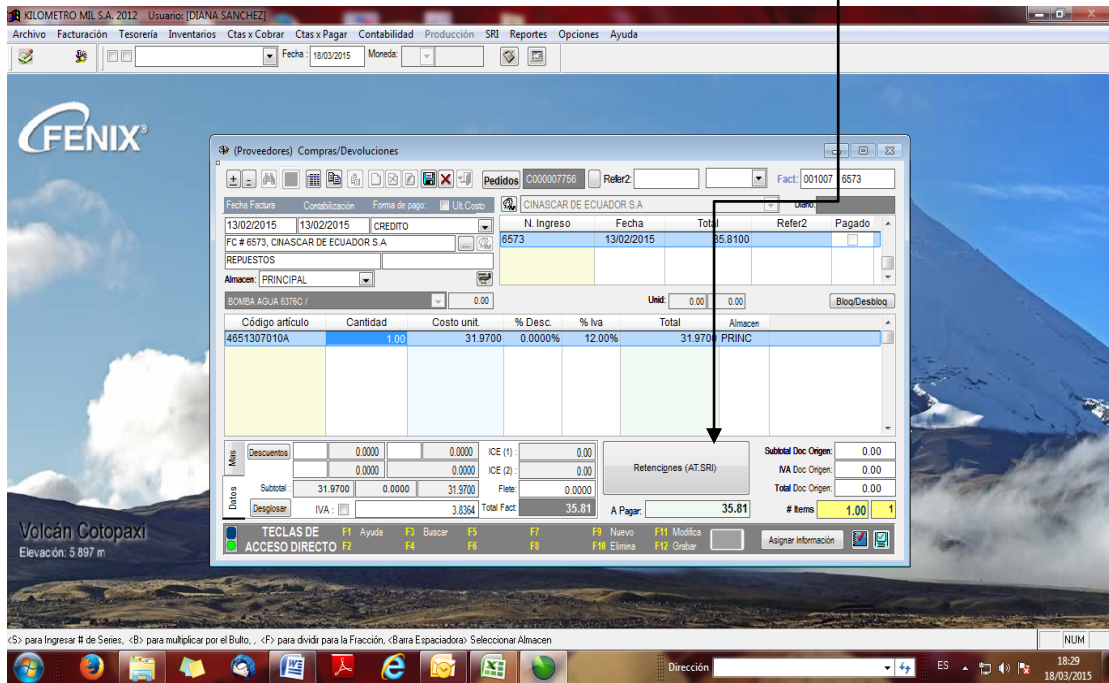 KILOMETRO MIL S.A. 2012 Usuario: [DIANA SANCHEZ]
Archivo Facturación Tesorería Inventarios Ctas x Cobrar Ctas x Pagar Contabilidad Producción SRI Reportes Opciones Ayuda
Fecha : 18/03/2015 Moneda:
FENIX®
(Proveedores) Compras/Devoluciones
Pedidos C000007756 Refer2: Fact: 001007 6573
Fecha Factura Contabilización Forma de pago: Ult.Costo CINASCAR DE ECUADOR S.A Diario:
13/02/2015 13/02/2015 CREDITO N. Ingreso Fecha Total Refer2 Pagado
FC # 6573, CINASCAR DE ECUADOR S.A ... 6573 13/02/2015 35.8100
REPUESTOS
Almacen: PRINCIPAL
BOMBA AGUA 6376C / 0.00 Unid: 0.00 0.00 Bloq/Desbloq
Código artículo Cantidad Costo unit. % Desc. % Iva Total Almacen
4651307010A 1.00 31.9700 0.0000% 12.00% 31.9700 PRINC
Mas Descuentos 0.0000 0.0000 ICE (1) : 0.00 Retenciones (AT.SRI) Subtotal Doc Origen: 0.00
0.0000 0.0000 ICE (2) : 0.00 IVA Doc Origen: 0.00
Datos Subtotal : 31.9700 0.0000 31.9700 Flete: 0.0000 Total Doc Origen: 0.00
Desglosar IVA : 3.8364 Total Fact: 35.81 A Pagar: 35.81 # Items 1.00 1
TECLAS DE F1 Ayuda F3 Buscar F5 F7 F9 Nuevo F11 Modifica
ACCESO DIRECTO F2 F4 F6 F8 F10 Elimina F12 Grabar Asignar Información
Volcán Cotopaxi
Elevación: 5.897 m
<S> para Ingresar # de Series, <B> para multiplicar por el Bulto, , <F> para dividir para la Fracción, <Barra Espaciadora> Seleccionar Almacen NUM
Dirección ES 18:29
18/03/2015